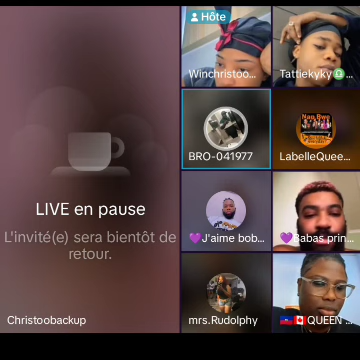 Hôte
Winchristoo...
Tattiekyky♎...
BRO-041977
LabelleQuee...
LIVE en pause
L'invité(e) sera bientôt de
retour.
💜J'aime bob...
💜Babas prin...
Christoobackup
mrs.Rudolphy
🇭🇹🇨🇦QUEEN ...